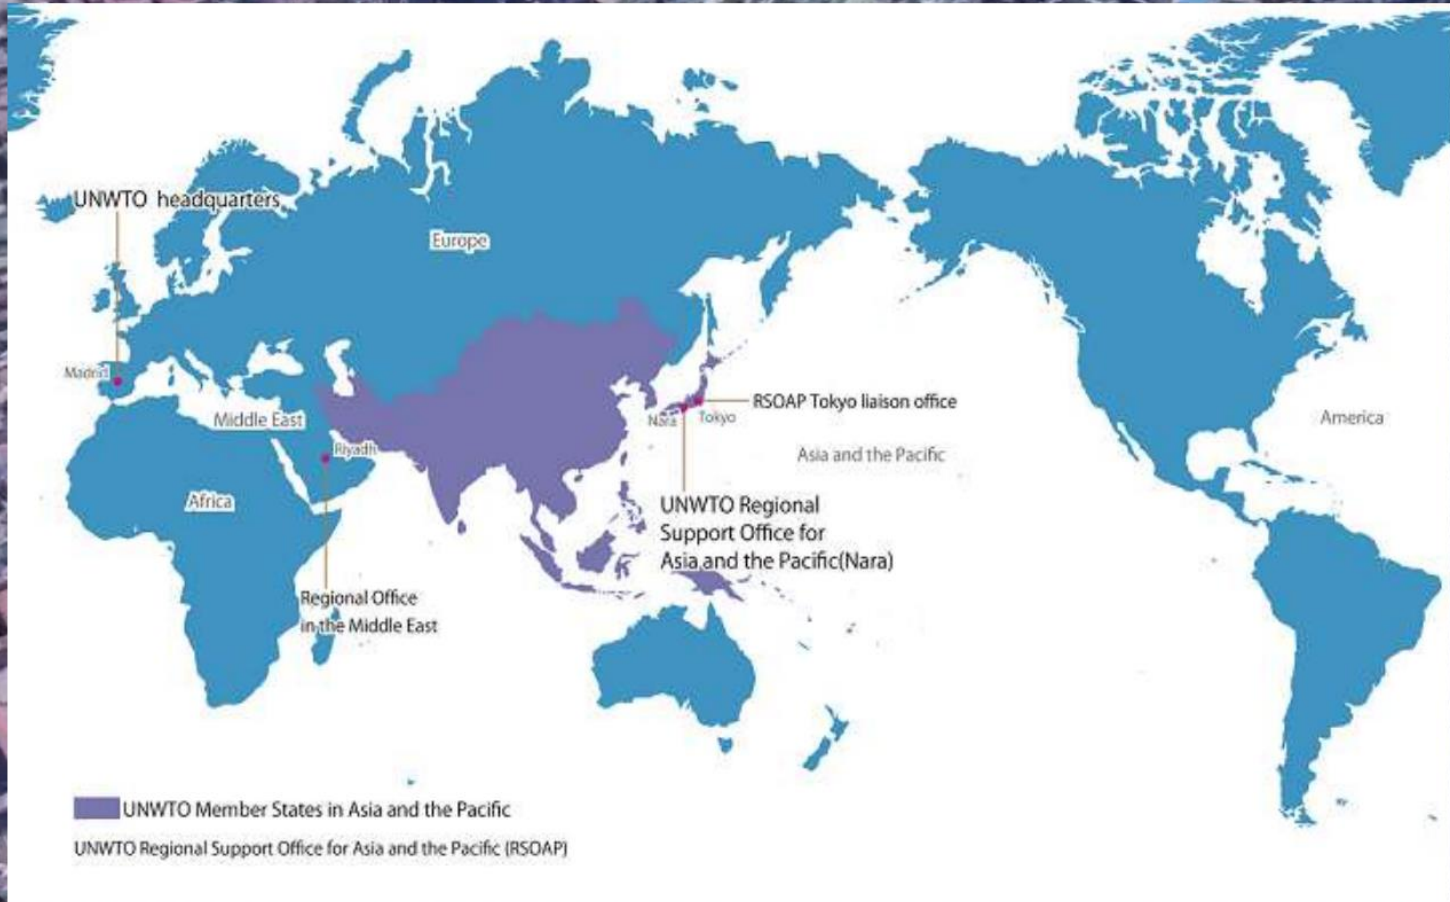 UNWTO headquarters
Europe
Madrid
Middle East
Riyadh
Africa
Nara
Tokyo
RSOAP Tokyo liaison office
America
Asia and the Pacific
UNWTO Regional
Support Office for
Asia and the Pacific(Nara)
Regional Office
in the Middle East
UNWTO Member States in Asia and the Pacific
UNWTO Regional Support Office for Asia and the Pacific (RSOAP)